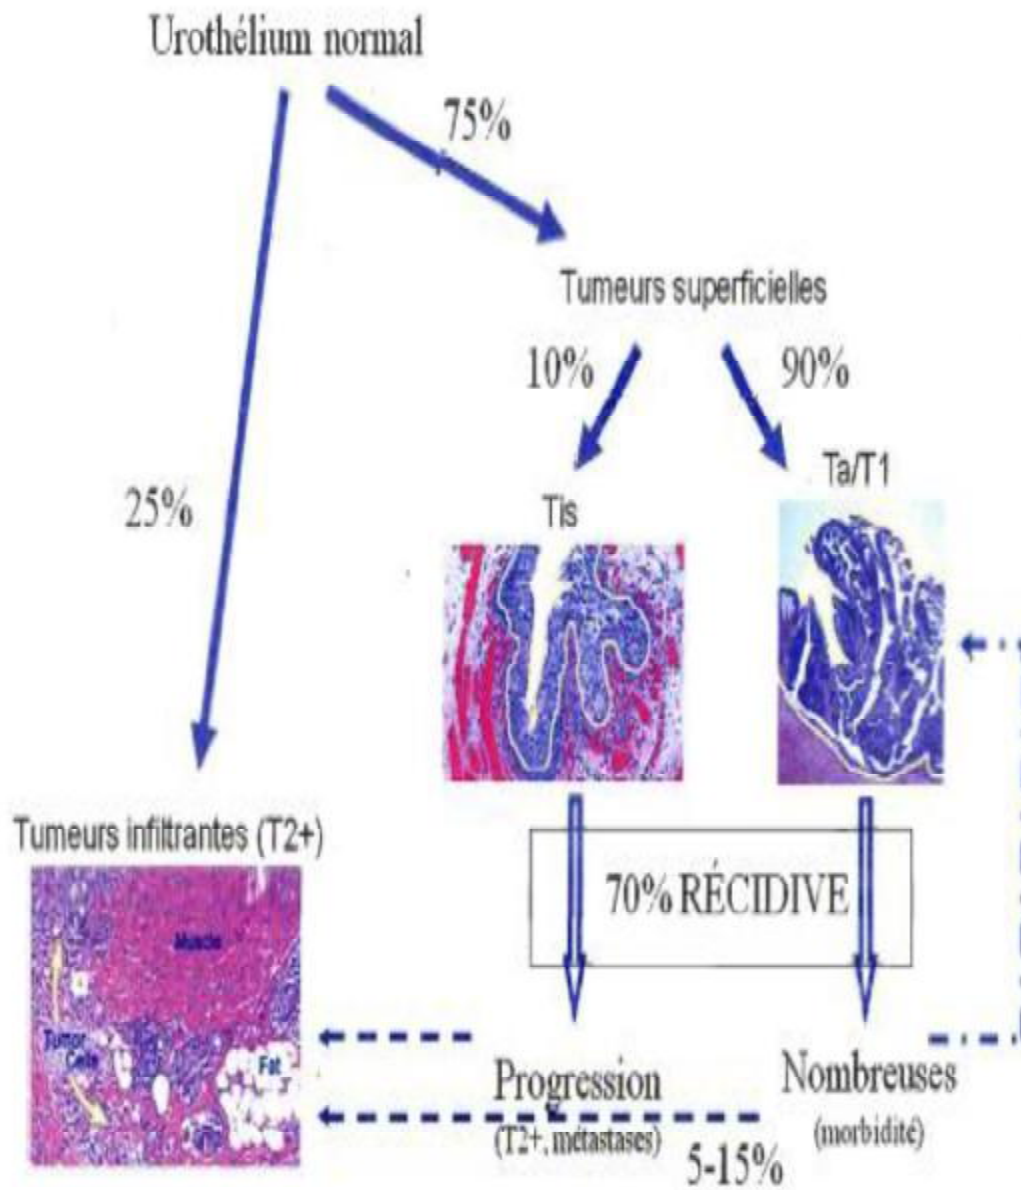 Urothélium normal
75%
Tumeurs superficielles
10%
90%
25%
Ta/T1
Tis
Tumeurs infiltrantes (T2+)
70% RÉCIDIVE
Muscle
Tumor
Cells
Fat
Progression
(T2+, métastases)
Nombreuses
(morbidité)
5-15%